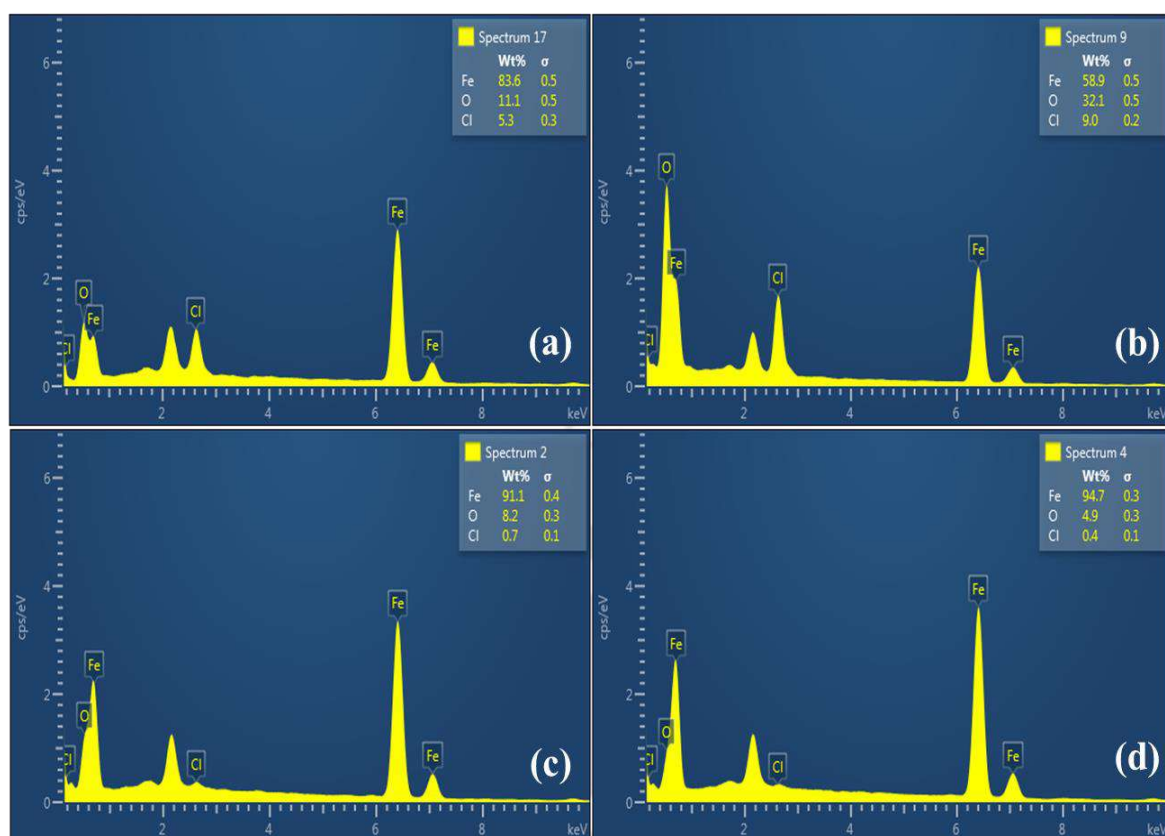 Spectrum 17
Wt% σ
Fe 83.6 0.5
O 11.1 0.5
Cl 5.3 0.3
6
4
2
0
cps/eV
Cl
O
Fe
Cl
Fe
Fe
(a)
2 4 6 8 keV
Spectrum 9
Wt% σ
Fe 58.9 0.5
O 32.1 0.5
Cl 9.0 0.2
6
4
2
0
cps/eV
Cl
O
Fe
Cl
Fe
Fe
(b)
2 4 6 8 keV
Spectrum 2
Wt% σ
Fe 91.1 0.4
O 8.2 0.3
Cl 0.7 0.1
6
4
2
0
cps/eV
Cl
O
Fe
Cl
Fe
Fe
(c)
2 4 6 8 keV
Spectrum 4
Wt% σ
Fe 94.7 0.3
O 4.9 0.3
Cl 0.4 0.1
6
4
2
0
cps/eV
Cl
O
Fe
Cl
Fe
Fe
(d)
2 4 6 8 keV